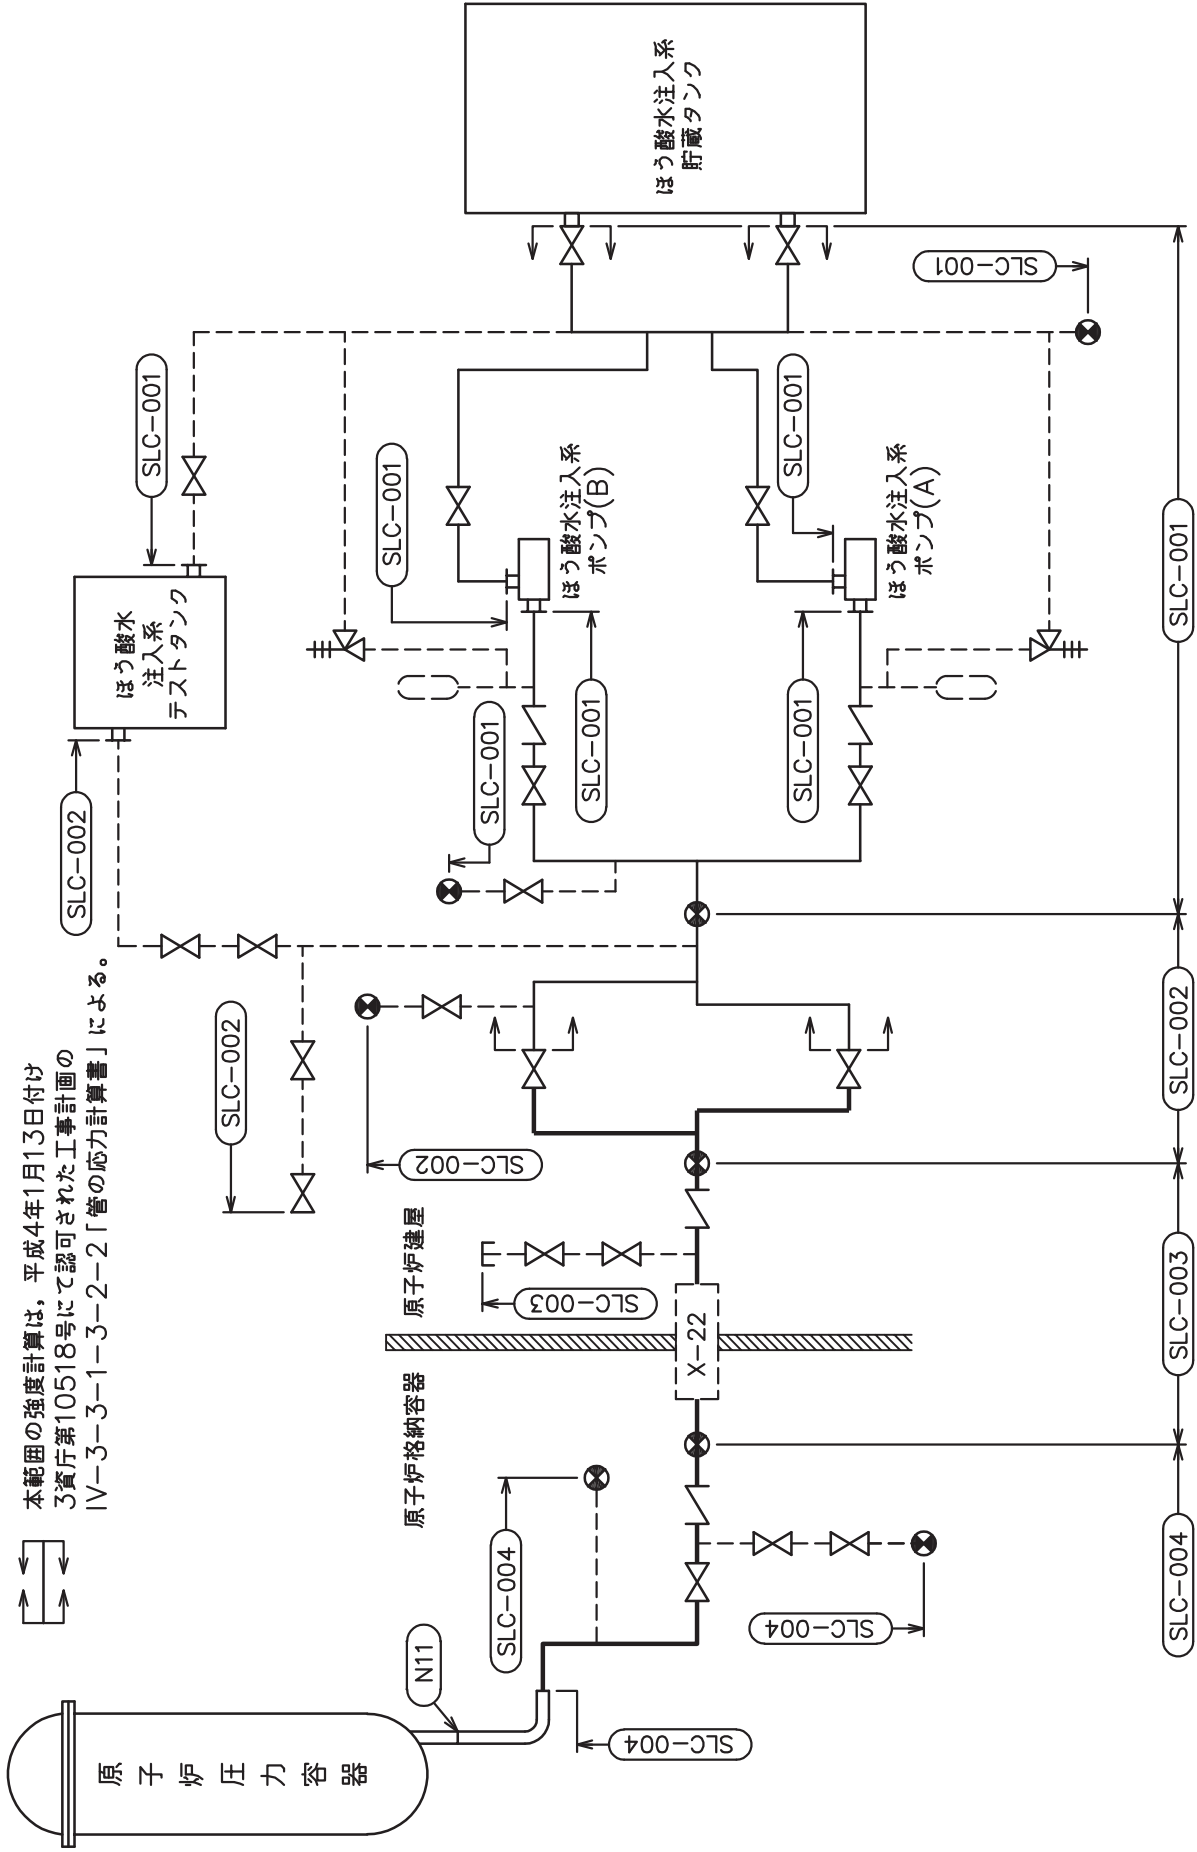 本範囲の強度計算は，平成4年1月13日付け
3資庁第10518号にて認可された工事計画の
IV－3－3－1－3－2－2「管の応力計算書」による。
原子炉圧力容器
N11
SLC－004
SLC－004
SLC－004
原子炉格納容器
原子炉建屋
X－22
SLC－003
SLC－002
SLC－002
SLC－002
ほう酸水
注入系
テストタンク
SLC－001
SLC－001
SLC－001
SLC－001
ほう酸水注入系
ポンプ(B)
SLC－001
SLC－001
ほう酸水注入系
ポンプ(A)
SLC－001
ほう酸水注入系
貯蔵タンク
SLC－004
SLC－003
SLC－002
SLC－001